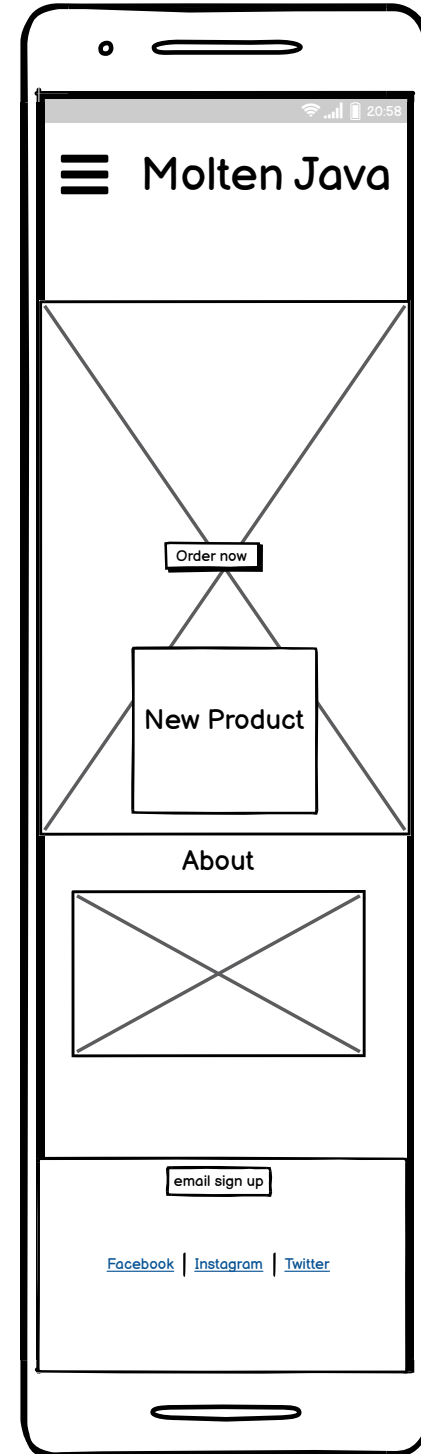 20:58
Molten Java
Order now
New Product
About
email sign up
Facebook | Instagram | Twitter